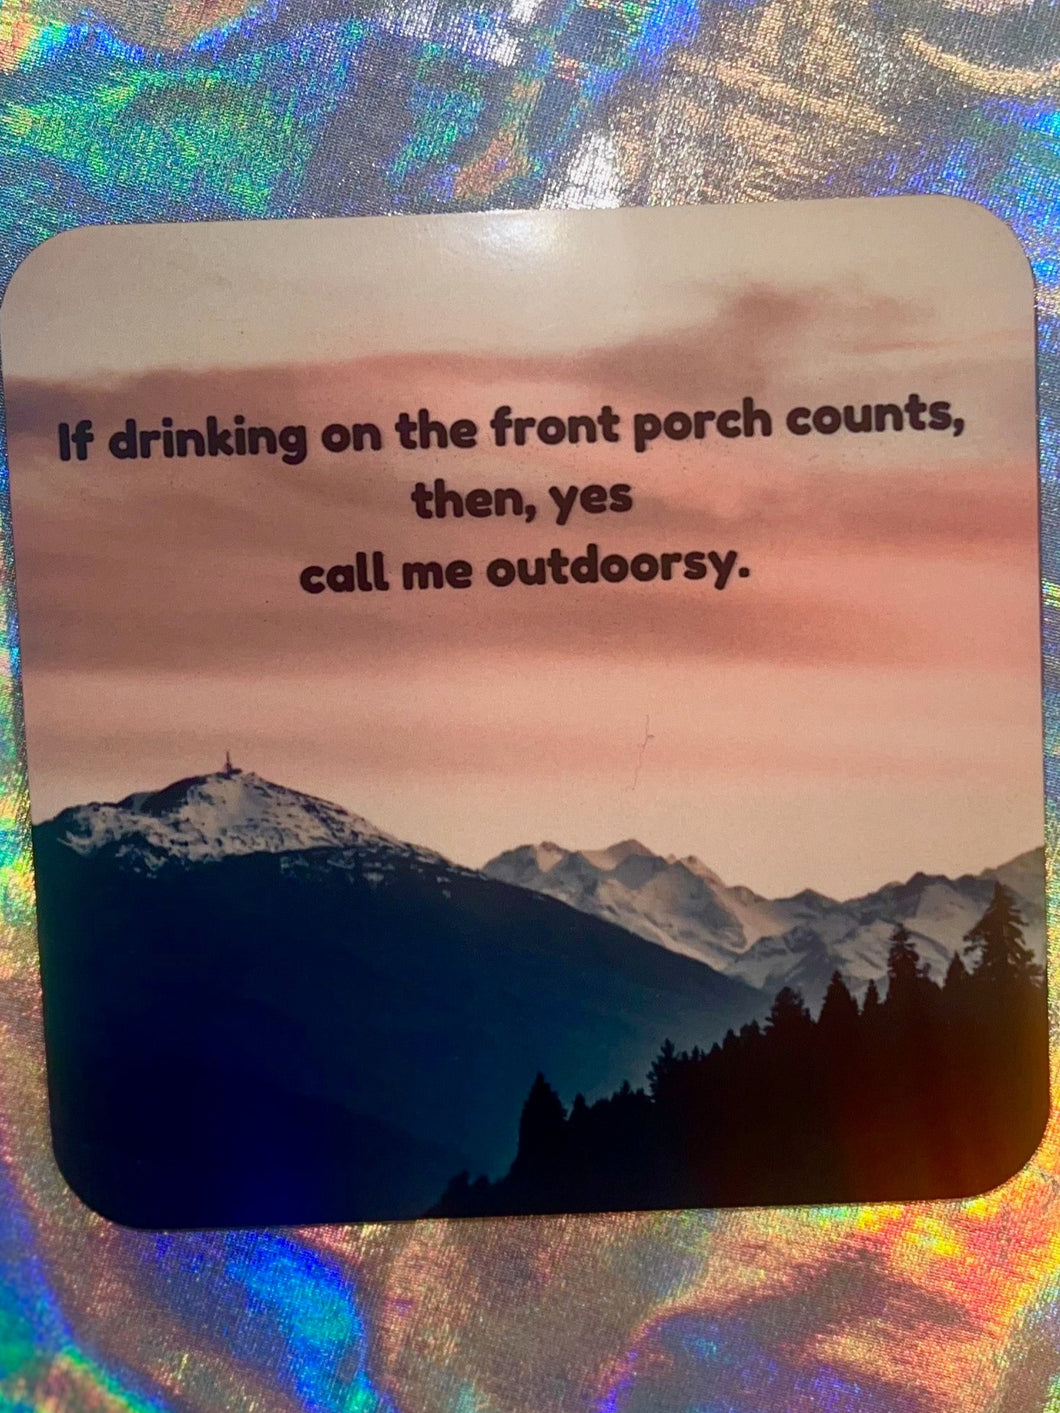 If drinking on the front porch counts,
then, yes
call me outdoorsy.